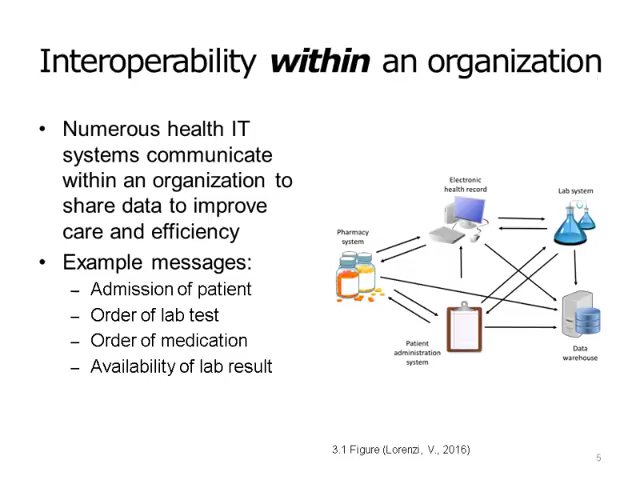 Interoperability within an organization
• Numerous health IT
systems communicate
within an organization to
share data to improve
care and efficiency
• Example messages:
– Admission of patient
– Order of lab test
– Order of medication
– Availability of lab result
Electronic
health record
Lab system
Pharmacy
system
Patient
administration
system
Data
warehouse
3.1 Figure (Lorenzi, V., 2016)
5